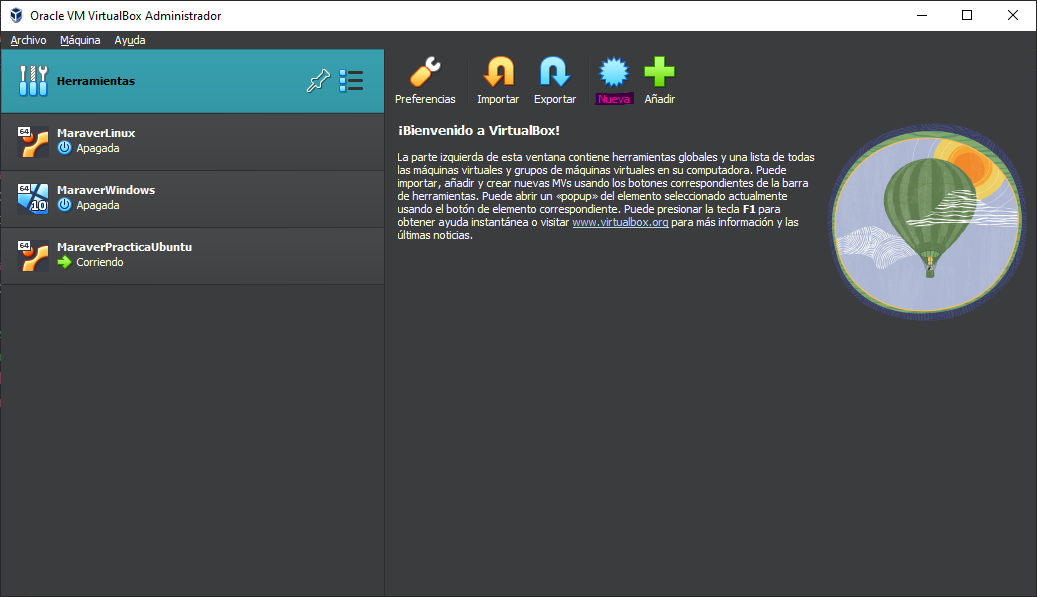 Oracle VM VirtualBox Administrador
Archivo Máquina Ayuda
Herramientas
64
MaraverLinux
Apagada
64
10
MaraverWindows
Apagada
64
MaraverPracticaUbuntu
Corriendo
Preferencias Importar Exportar Nueva Añadir
¡Bienvenido a VirtualBox!
La parte izquierda de esta ventana contiene herramientas globales y una lista de todas
las máquinas virtuales y grupos de máquinas virtuales en su computadora. Puede
importar, añadir y crear nuevas MVs usando los botones correspondientes de la barra
de herramientas. Puede abrir un «popup» del elemento seleccionado actualmente
usando el botón de elemento correspondiente. Puede presionar la tecla F1 para
obtener ayuda instantánea o visitar www.virtualbox.org para más información y las
últimas noticias.